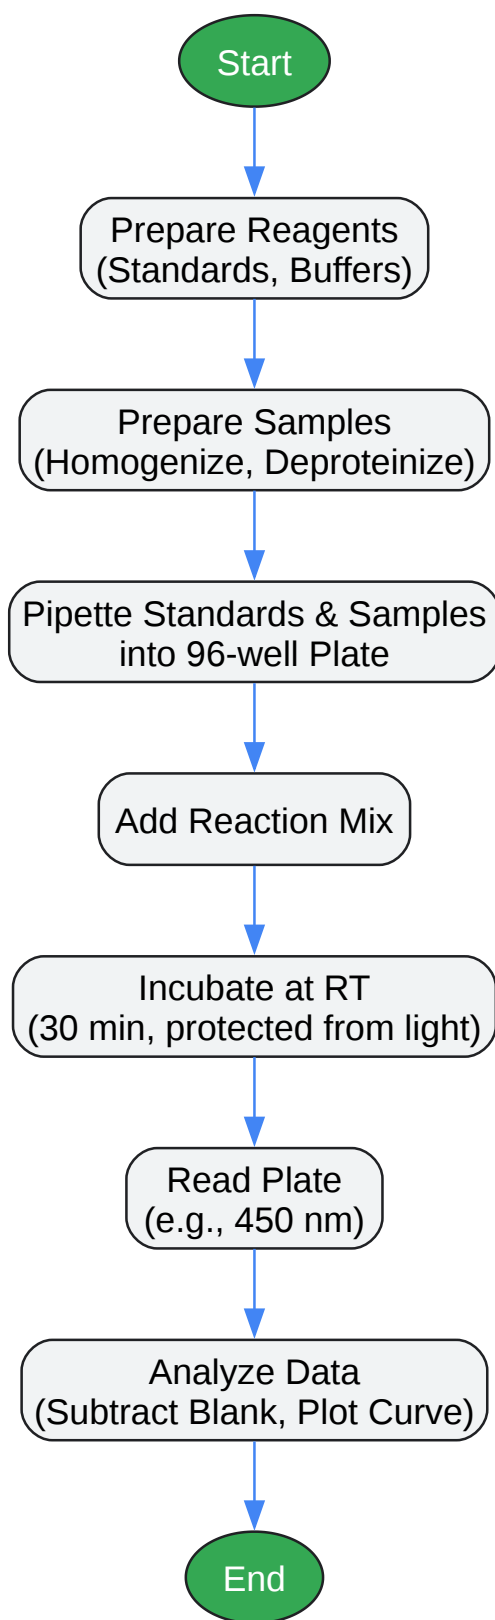 Start
Prepare Reagents
(Standards, Buffers)
Prepare Samples
(Homogenize, Deproteinize)
Pipette Standards & Samples
into 96-well Plate
Add Reaction Mix
Incubate at RT
(30 min, protected from light)
Read Plate
(e.g., 450 nm)
Analyze Data
(Subtract Blank, Plot Curve)
End